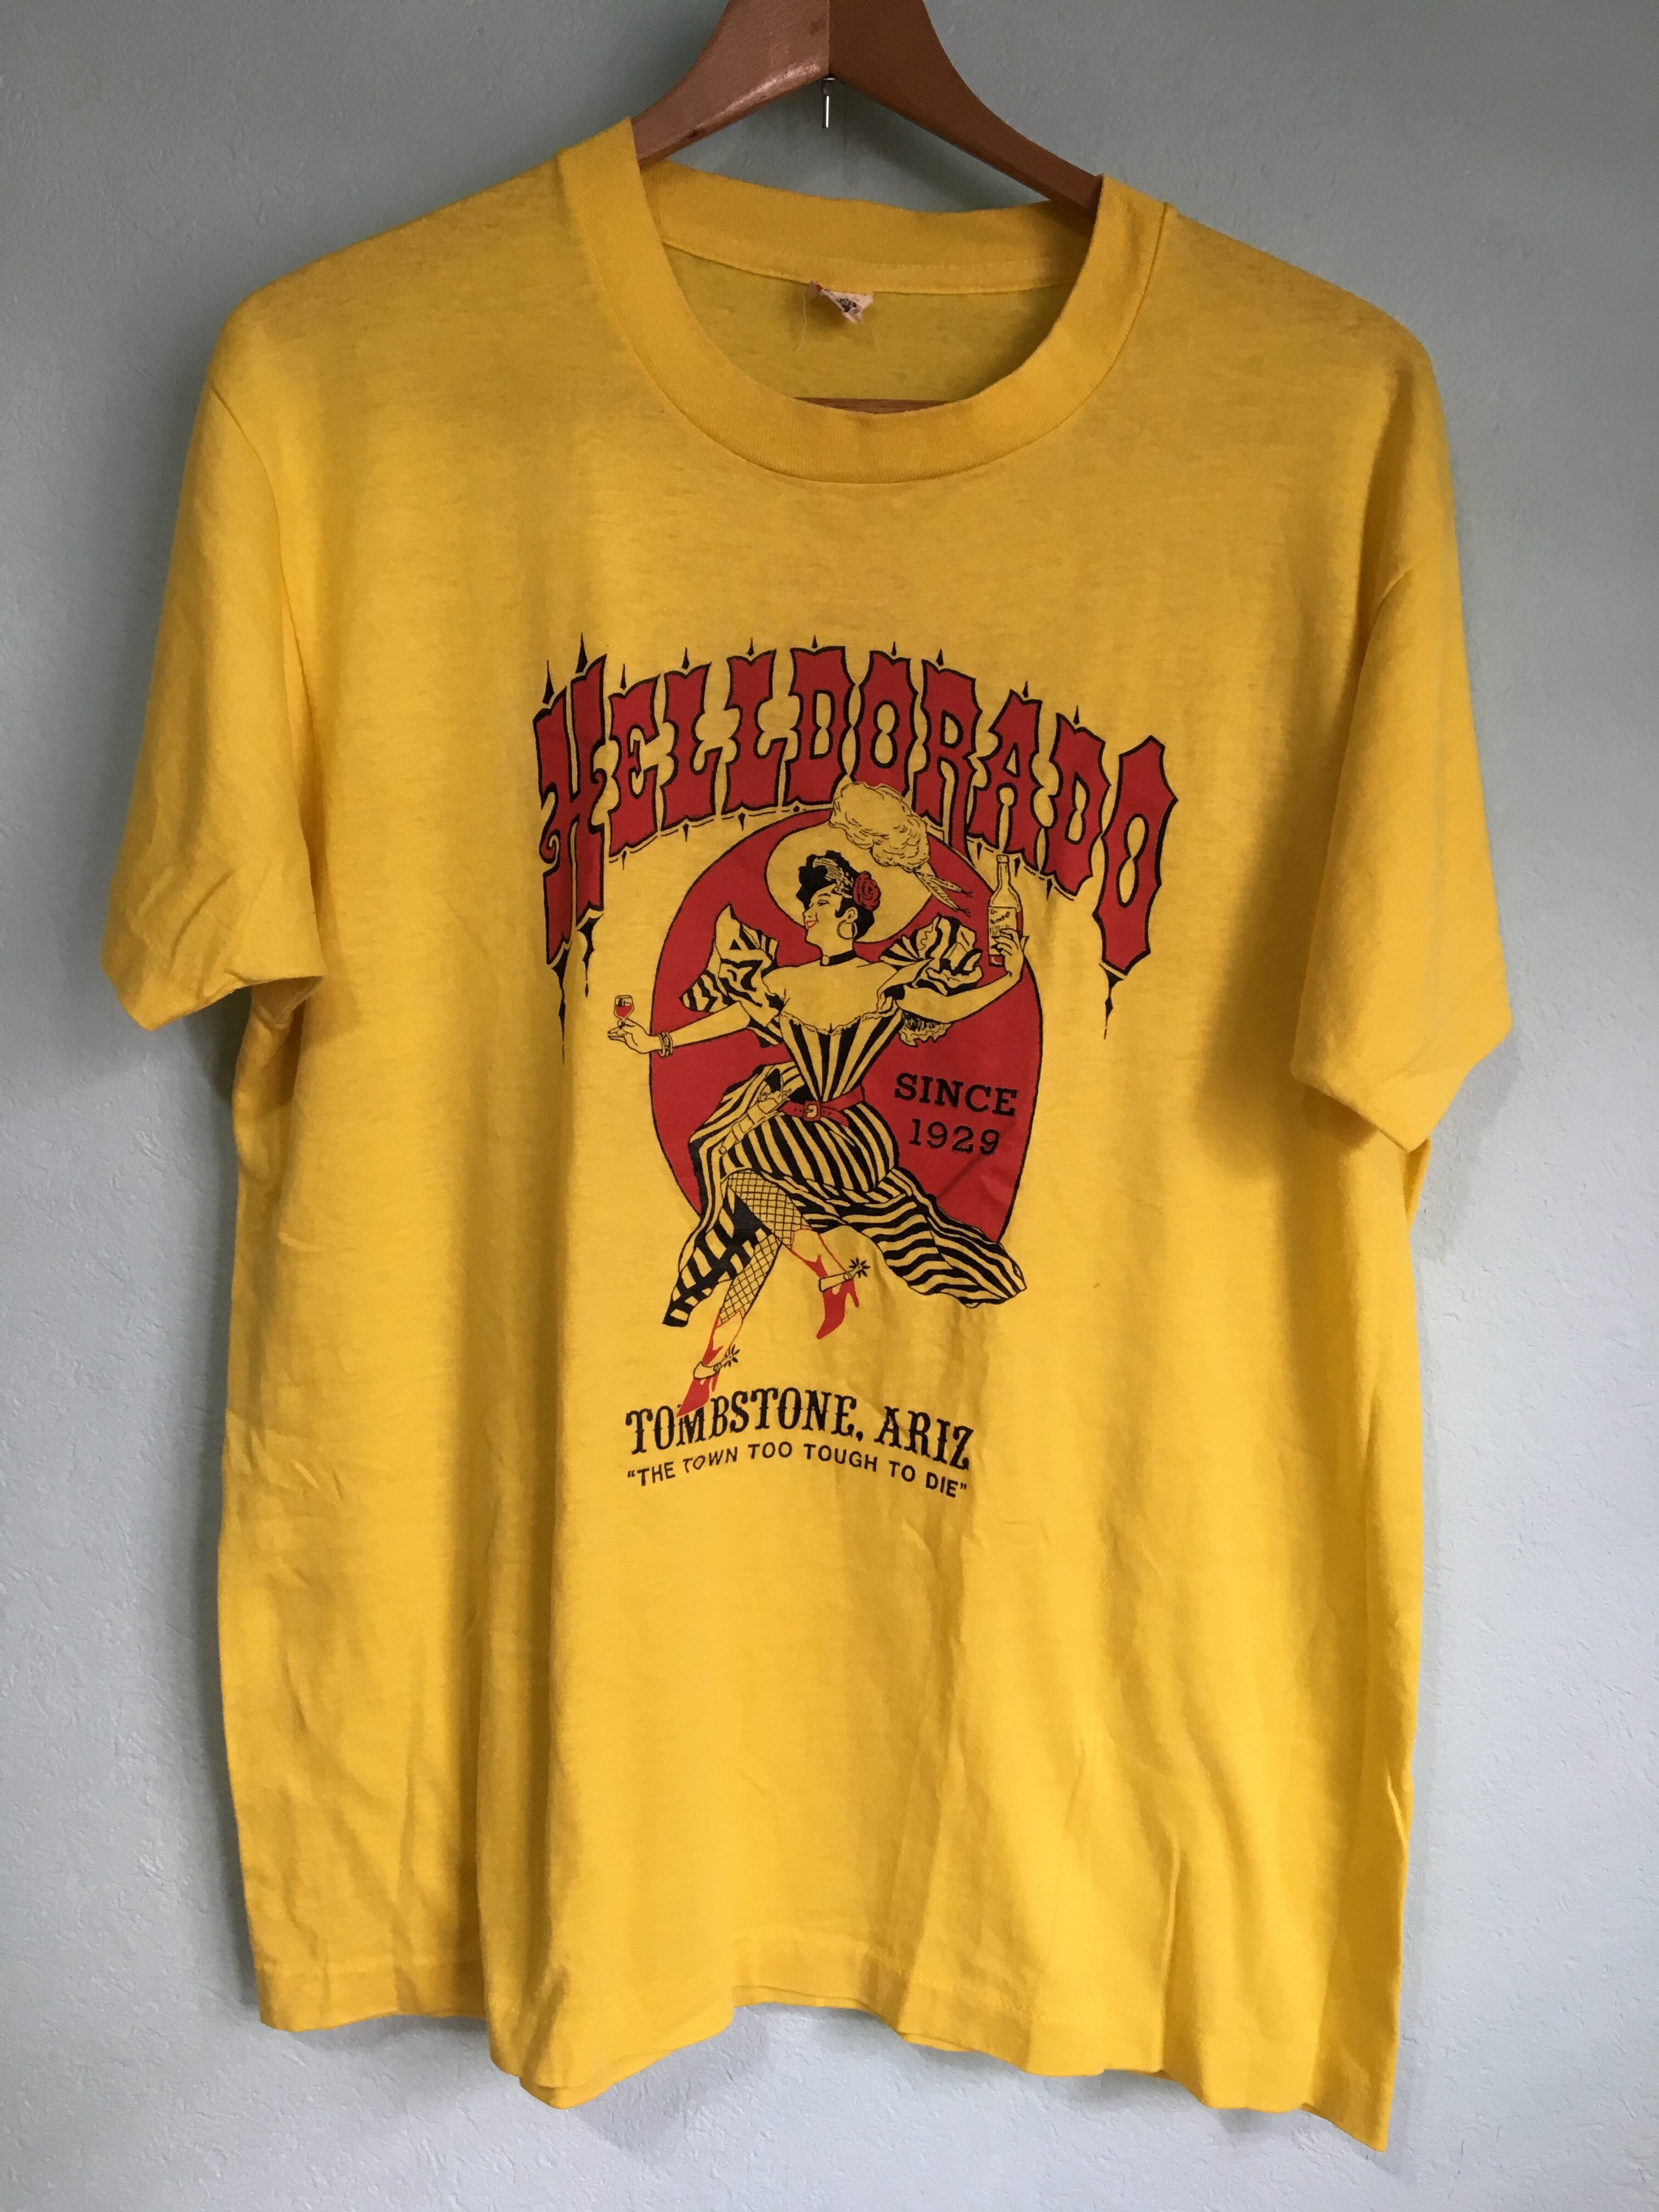 HELLDORADO
SINCE
1929
TOMBSTONE, ARIZ
"THE TOWN TOO TOUGH TO DIE"